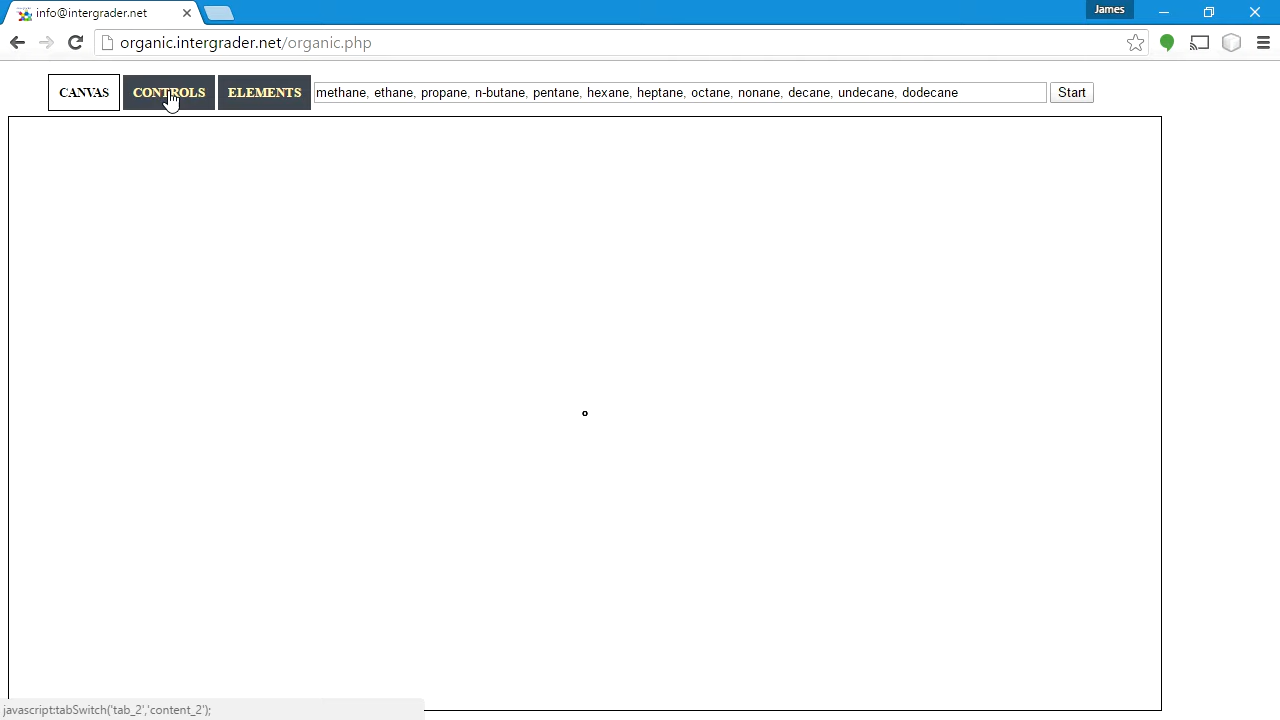 info@intergrader.net
James
organic.intergrader.net/organic.php
CANVAS CONTROLS ELEMENTS methane, ethane, propane, n-butane, pentane, hexane, heptane, octane, nonane, decane, undecane, dodecane Start
o
javascript:tabSwitch('tab_2','content_2');